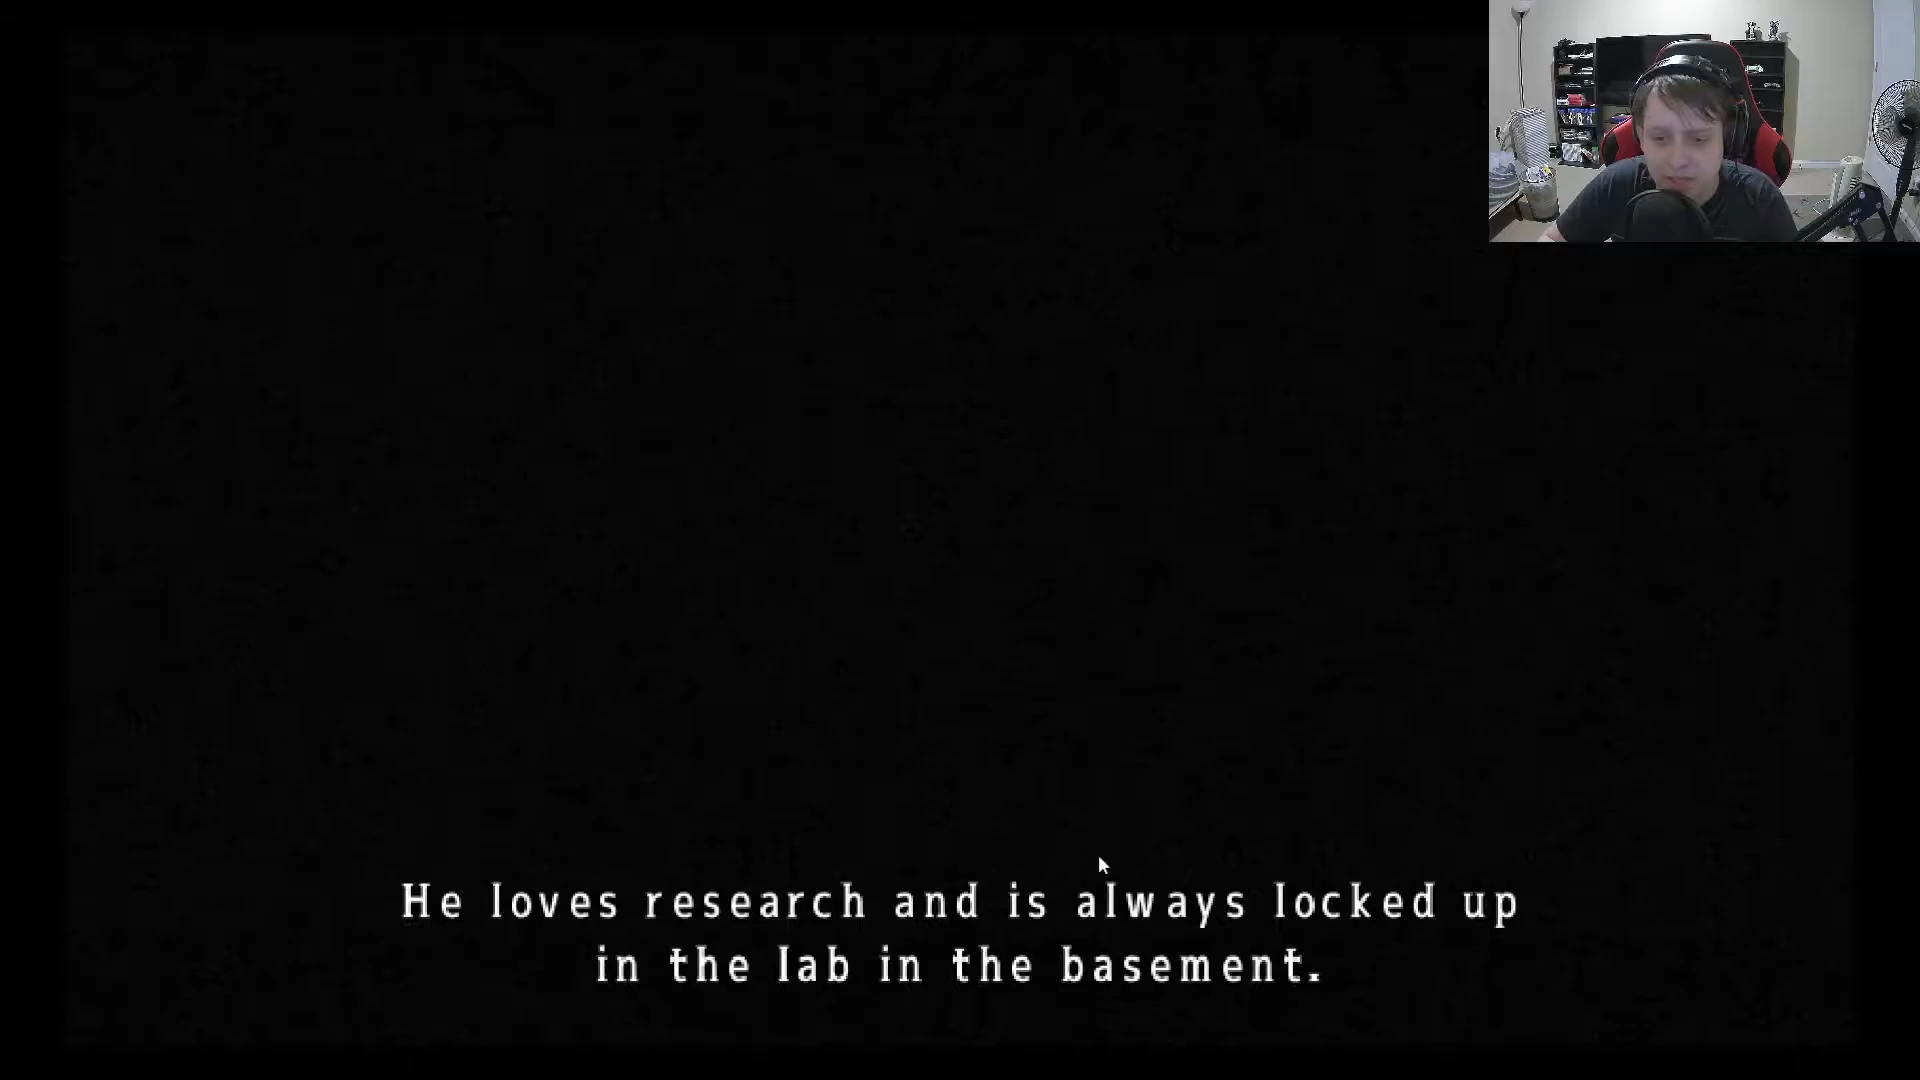 He loves research and is always locked up
in the lab in the basement.